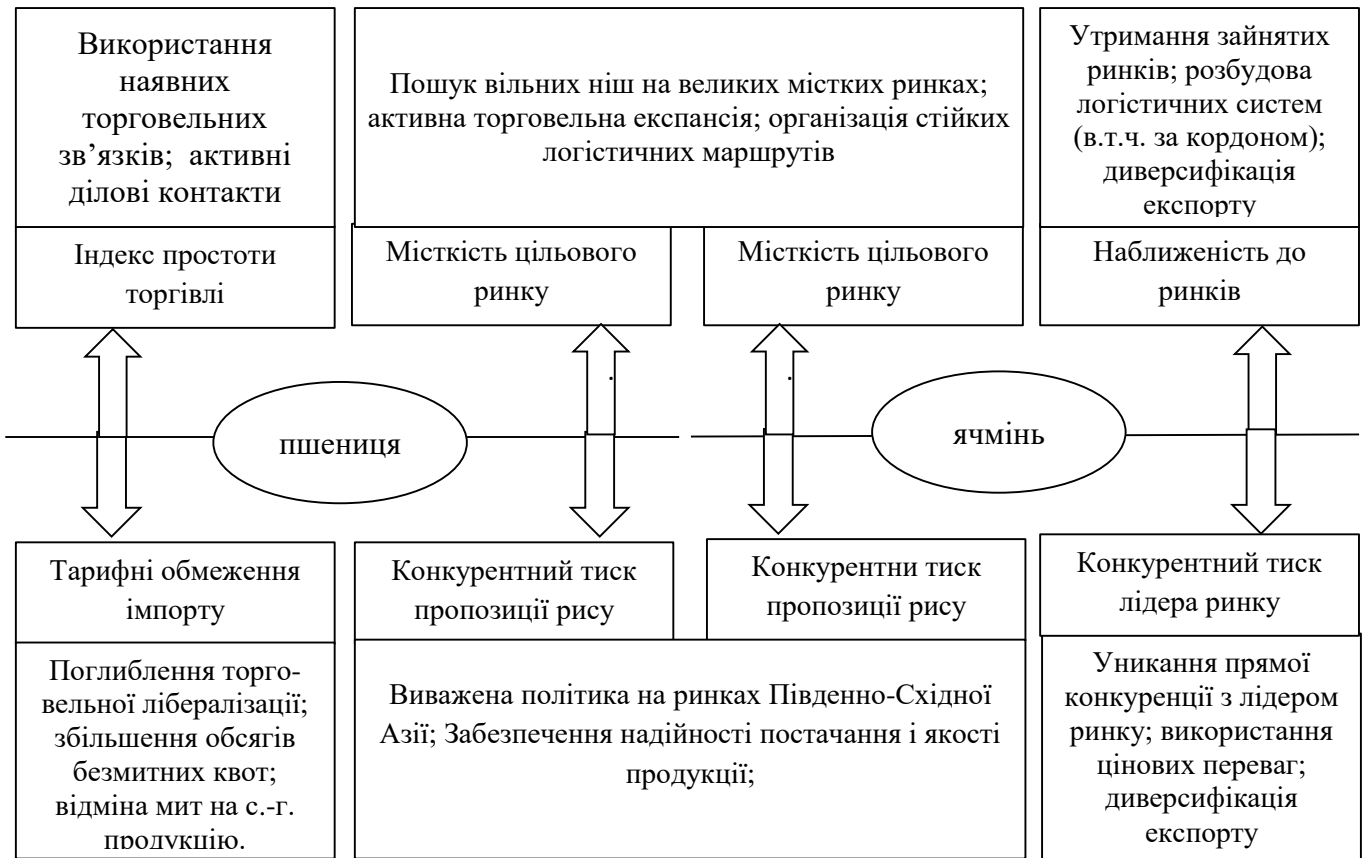 Використання
наявних
торговельних
зв’язків;  активні
ділові контакти
Пошук вільних ніш на великих містких ринках;
активна торговельна експансія; організація стійких
логістичних маршрутів
Утримання зайнятих
ринків; розбудова
логістичних систем
(в.т.ч. за кордоном);
диверсифікація
експорту
Індекс простоти
торгівлі
Місткість цільового
ринку
Місткість цільового
ринку
Наближеність до
ринків
.
.
пшениця
ячмінь
Тарифні обмеження
імпорту
Конкурентний тиск
пропозиції рису
Конкурентни тиск
пропозиції рису
Конкурентний тиск
лідера ринку
Поглиблення торго-
вельної лібералізації;
збільшення обсягів
безмитних квот;
відміна мит на с.-г.
продукцію.
Виважена політика на ринках Південно-Східної
Азії; Забезпечення надійності постачання і якості
продукції;
Уникання прямої
конкуренції з лідером
ринку; використання
цінових переваг;
диверсифікація
експорту